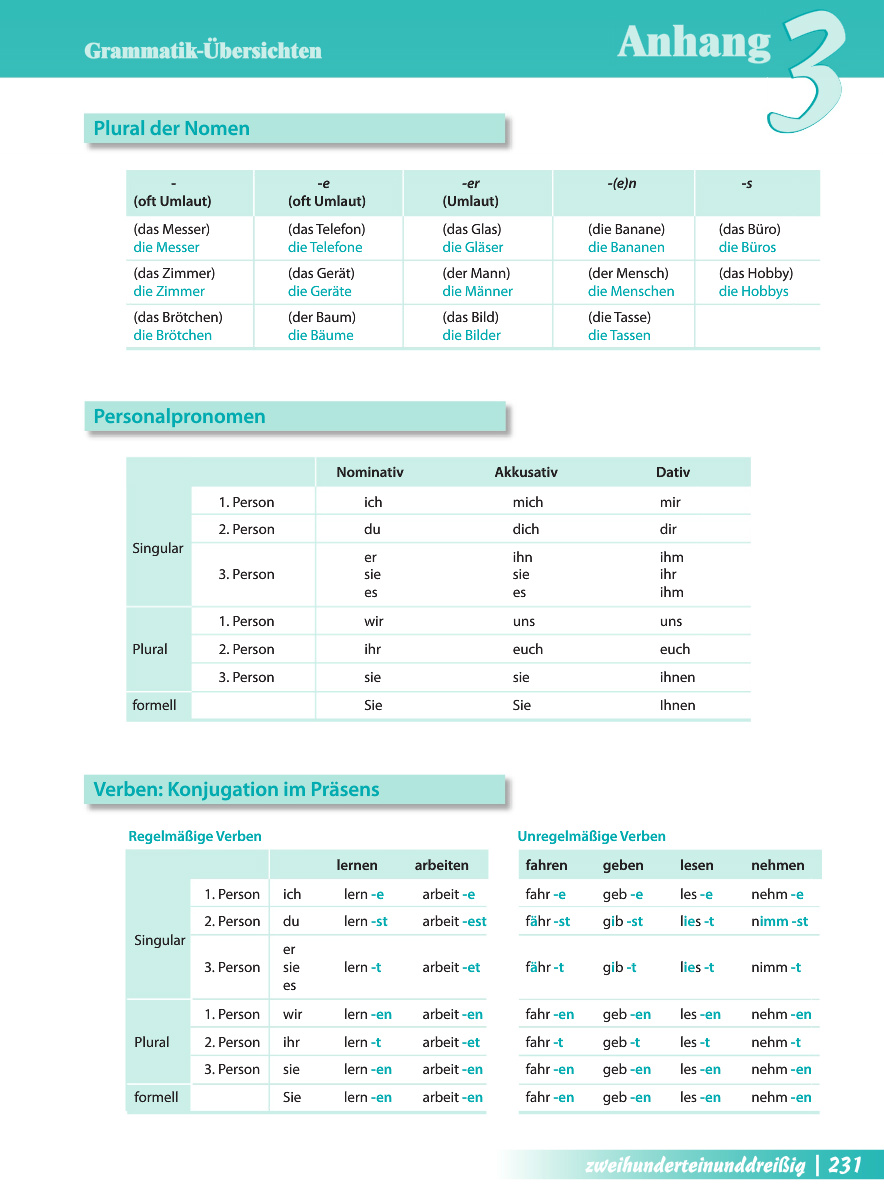 Grammatik-Übersichten
Anhang 3
Plural der Nomen
- -e -er -(e)n -s
(oft Umlaut) (oft Umlaut) (Umlaut)
(das Messer) (das Telefon) (das Glas) (die Banane) (das Büro)
die Messer die Telefone die Gläser die Bananen die Büros
(das Zimmer) (das Gerät) (der Mann) (der Mensch) (das Hobby)
die Zimmer die Geräte die Männer die Menschen die Hobbys
(das Brötchen) (der Baum) (das Bild) (die Tasse)
die Brötchen die Bäume die Bilder die Tassen
Personalpronomen
Nominativ Akkusativ Dativ
1. Person ich mich mir
2. Person du dich dir
Singular
er ihn ihm
3. Person sie sie ihr
es es ihm
1. Person wir uns uns
Plural 2. Person ihr euch euch
3. Person sie sie ihnen
formell Sie Sie Ihnen
Verben: Konjugation im Präsens
Regelmäßige Verben Unregelmäßige Verben
lernen arbeiten fahren geben lesen nehmen
1. Person ich lern -e arbeit -e fahr -e geb -e les -e nehm -e
2. Person du lern -st arbeit -est fähr -st gib -st lies -t nimm -st
Singular
er
3. Person sie lern -t arbeit -et fähr -t gib -t lies -t nimm -t
es
1. Person wir lern -en arbeit -en fahr -en geb -en les -en nehm -en
Plural 2. Person ihr lern -t arbeit -et fahr -t geb -t les -t nehm -t
3. Person sie lern -en arbeit -en fahr -en geb -en les -en nehm -en
formell Sie lern -en arbeit -en fahr -en geb -en les -en nehm -en
zweihunderteinunddreißig | 231